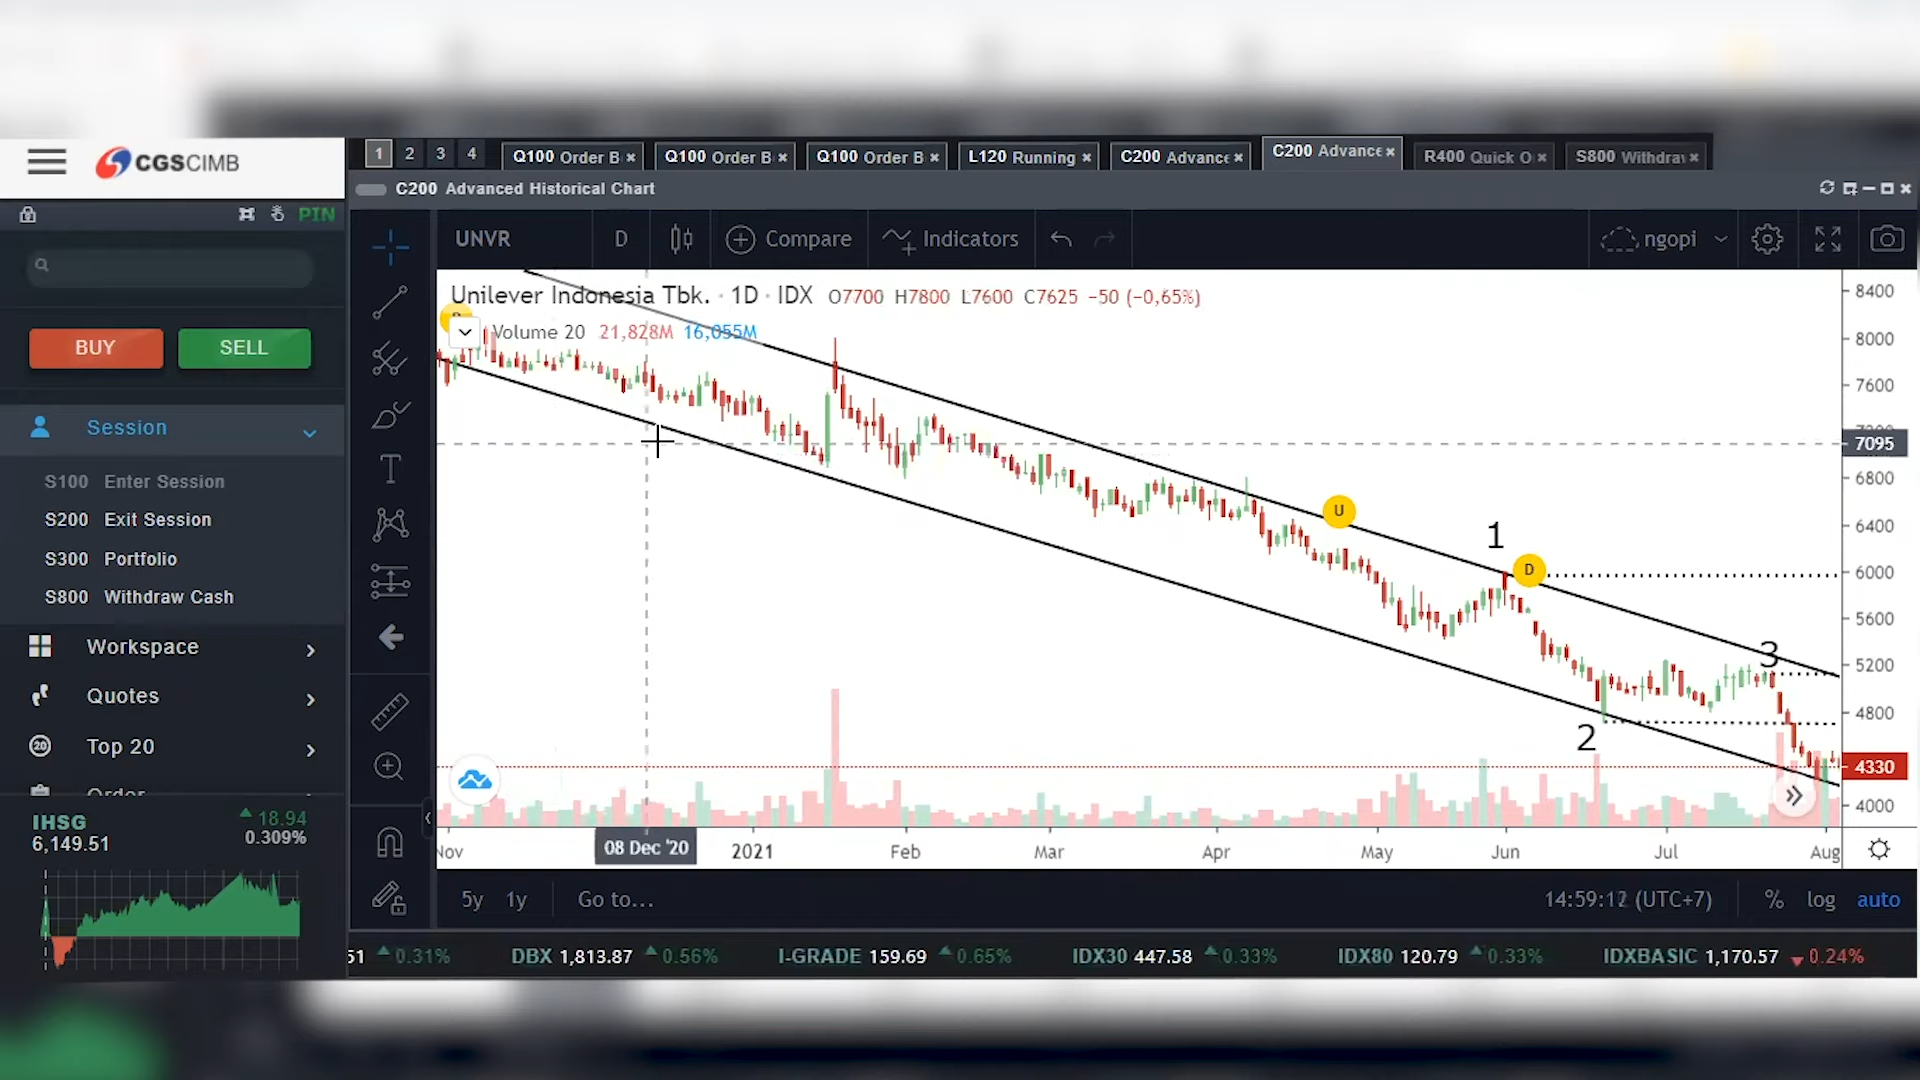 CGSCIMB
1 2 3 4
Q100 Order B
Q100 Order B
Q100 Order B
L120 Running
C200 Advance
C200 Advance
R400 Quick O
S800 Withdraw
C200 Advanced Historical Chart
PIN
BUY
SELL
Session
S100 Enter Session
S200 Exit Session
S300 Portfolio
S800 Withdraw Cash
Workspace
Quotes
Top 20
Order
IHSG
6,149.51
18.94
0.309%
UNVR
D
Compare
Indicators
ngopi
Unilever Indonesia Tbk. · 1D · IDX O7700 H7800 L7600 C7625 −50 (−0,65%)
Volume 20 21,828M 16,055M
U
1
D
3
2
8400
8000
7600
7095
6800
6400
6000
5600
5200
4800
4330
4000
Nov
08 Dec '20
2021
Feb
Mar
Apr
May
Jun
Jul
Aug
5y 1y Go to...
(UTC+7) % log auto
51 0.31% DBX 1,813.87 0.56% I-GRADE 159.69 0.65% IDX30 447.58 0.33% IDX80 120.79 0.33% IDXBASIC 1,170.57 0.24%